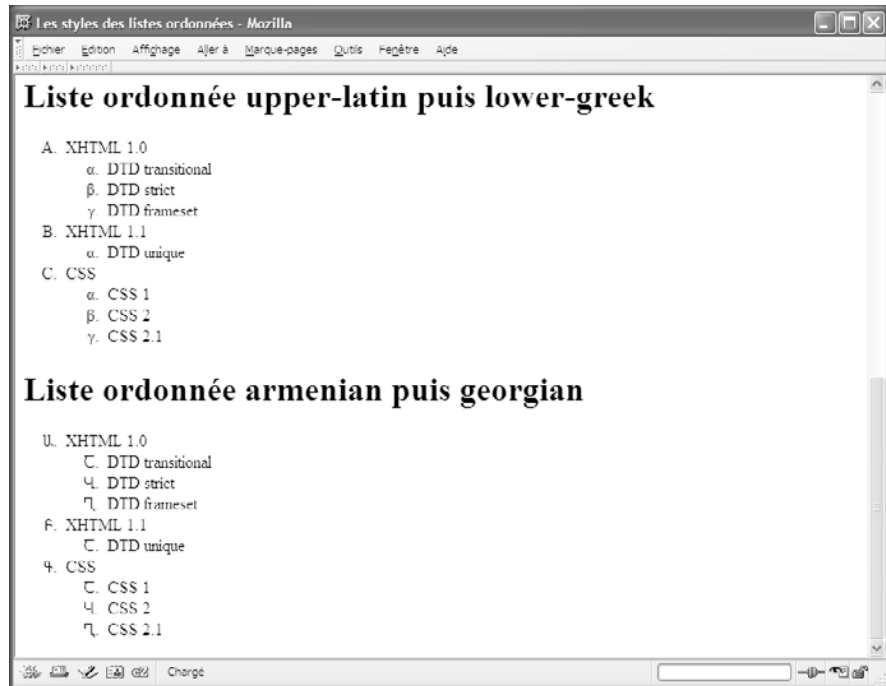 Les styles des listes ordonnées - Mozilla
Fichier Edition Affichage Aller à Marque-pages Outils Fenêtre Aide
Liste ordonnée upper-latin puis lower-greek
A. XHTML 1.0
α. DTD transitional
β. DTD strict
γ. DTD frameset
B. XHTML 1.1
α. DTD unique
C. CSS
α. CSS 1
β. CSS 2
γ. CSS 2.1
Liste ordonnée armenian puis georgian
Ա. XHTML 1.0
Ⴀ. DTD transitional
Ⴁ. DTD strict
Ⴂ. DTD frameset
Բ. XHTML 1.1
Ⴀ. DTD unique
Գ. CSS
Ⴀ. CSS 1
Ⴁ. CSS 2
Ⴂ. CSS 2.1
Chargé